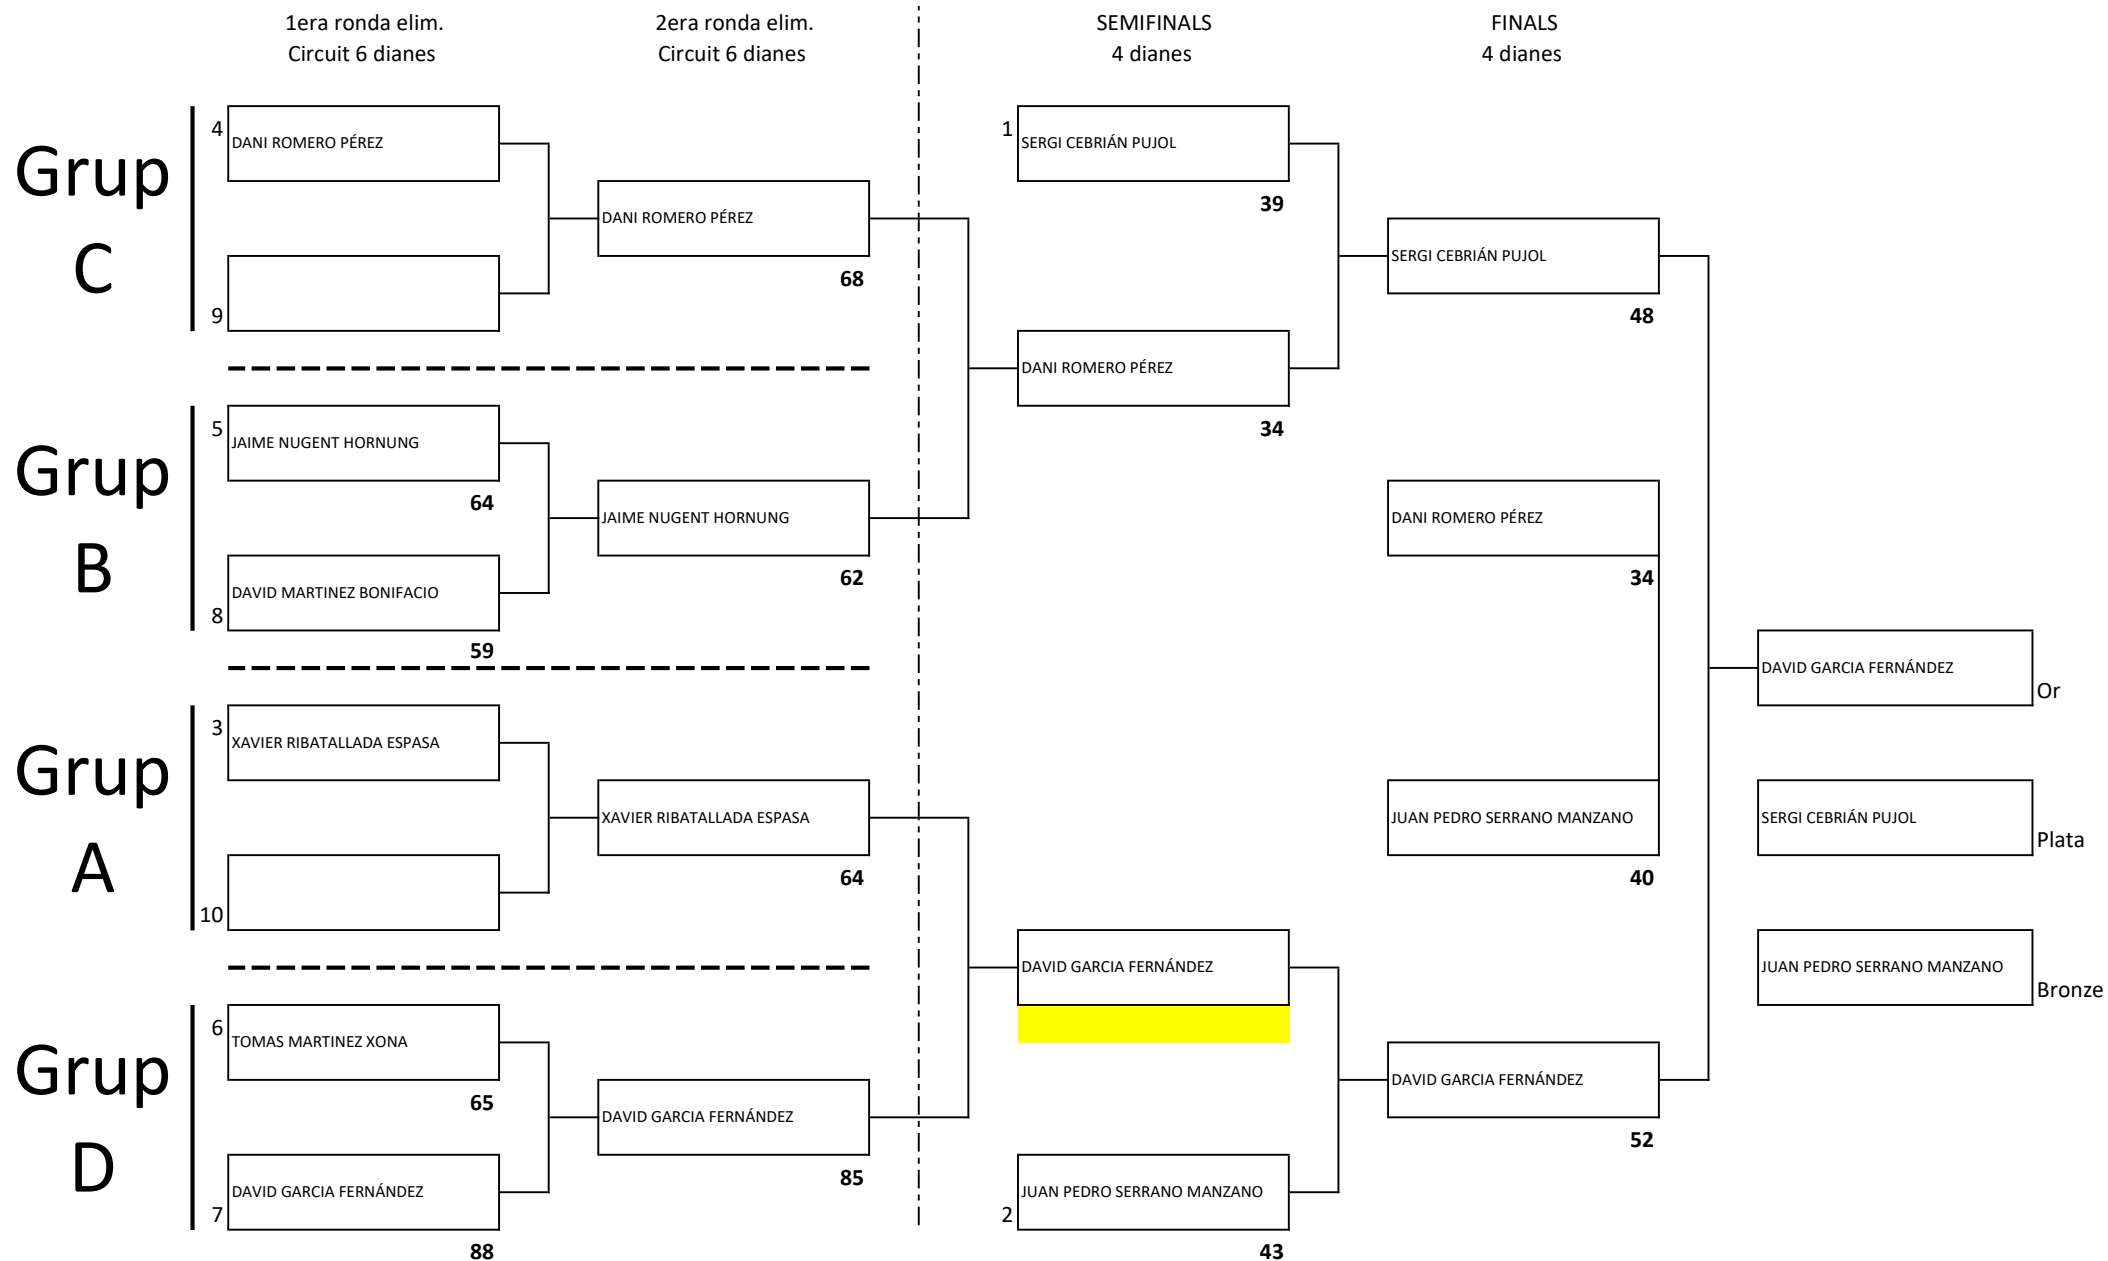 1era ronda elim.
Circuit 6 dianes
2era ronda elim.
Circuit 6 dianes
SEMIFINALS
4 dianes
FINALS
4 dianes
Grup
C
4
DANI ROMERO PÉREZ
9
DANI ROMERO PÉREZ
68
Grup
B
5
JAIME NUGENT HORNUNG
64
8
DAVID MARTINEZ BONIFACIO
59
JAIME NUGENT HORNUNG
62
Grup
A
3
XAVIER RIBATALLADA ESPASA
10
XAVIER RIBATALLADA ESPASA
64
Grup
D
6
TOMAS MARTINEZ XONA
65
7
DAVID GARCIA FERNÁNDEZ
88
DAVID GARCIA FERNÁNDEZ
85
1
SERGI CEBRIÁN PUJOL
39
DANI ROMERO PÉREZ
34
DAVID GARCIA FERNÁNDEZ
2
JUAN PEDRO SERRANO MANZANO
43
SERGI CEBRIÁN PUJOL
48
DANI ROMERO PÉREZ
34
JUAN PEDRO SERRANO MANZANO
40
DAVID GARCIA FERNÁNDEZ
52
DAVID GARCIA FERNÁNDEZ
Or
SERGI CEBRIÁN PUJOL
Plata
JUAN PEDRO SERRANO MANZANO
Bronze